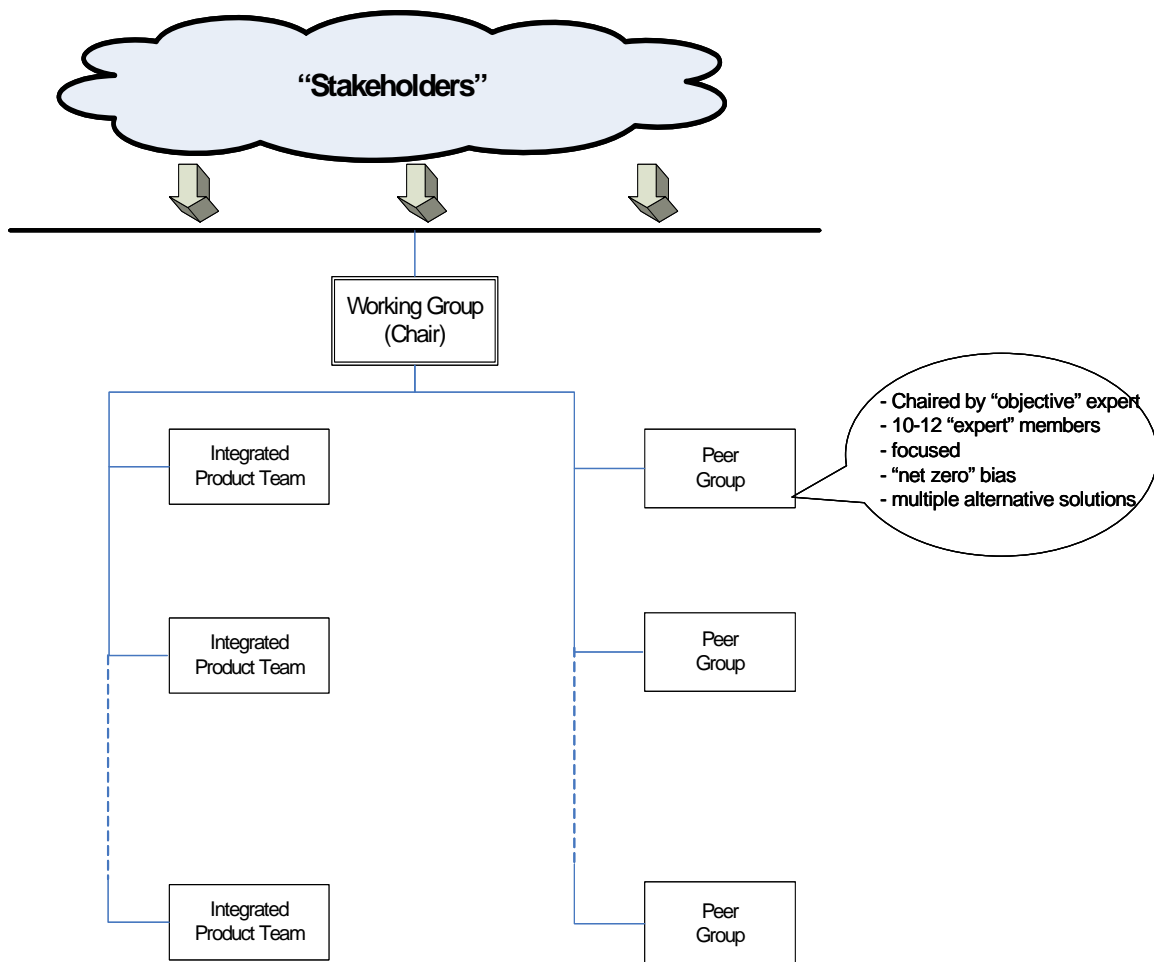 “Stakeholders”
Working Group
(Chair)
Integrated
Product Team
Peer
Group
- Chaired by “objective” expert
- 10-12 “expert” members
- focused
- “net zero” bias
- multiple alternative solutions
Integrated
Product Team
Peer
Group
Integrated
Product Team
Peer
Group